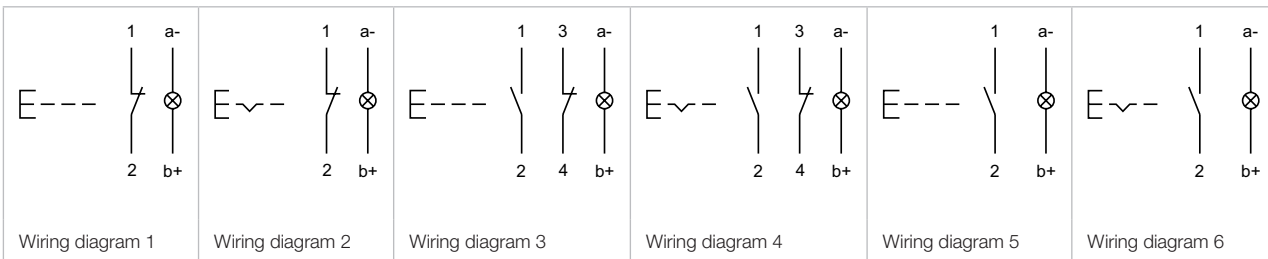 1 a- 1 a- 1 3 a- 1 3 a- 1 a- 1 a-
2 b+ 2 b+ 2 4 b+ 2 4 b+ 2 b+ 2 b+
Wiring diagram 1 Wiring diagram 2 Wiring diagram 3 Wiring diagram 4 Wiring diagram 5 Wiring diagram 6